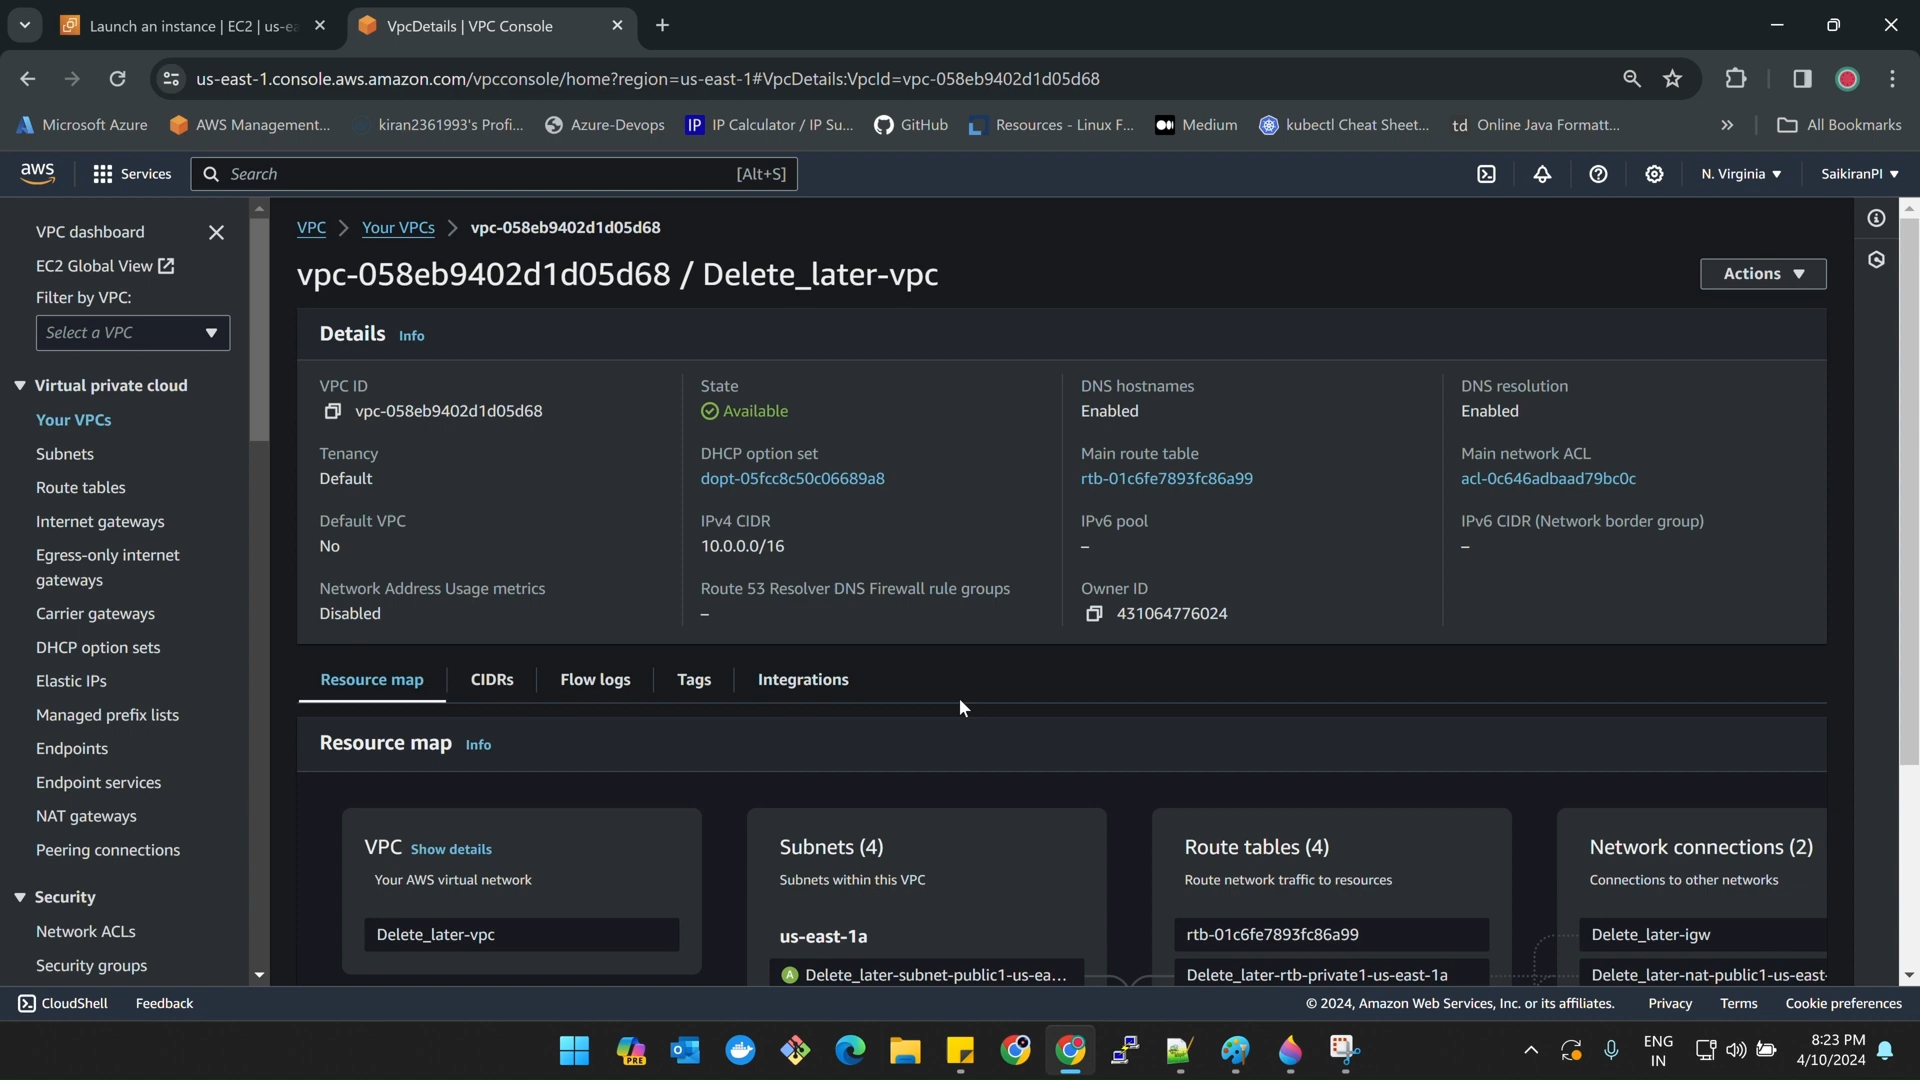 Launch an instance | EC2 | us-ea
VpcDetails | VPC Console
us-east-1.console.aws.amazon.com/vpcconsole/home?region=us-east-1#VpcDetails:VpcId=vpc-058eb9402d1d05d68
Microsoft Azure
AWS Management...
kiran2361993's Profi...
Azure-Devops
IP
IP Calculator / IP Su...
GitHub
Resources - Linux F...
Medium
kubectl Cheat Sheet...
td
Online Java Formatt...
All Bookmarks
aws
Services
Search
[Alt+S]
N. Virginia
SaikiranPI
VPC dashboard
EC2 Global View
Filter by VPC:
Select a VPC
Virtual private cloud
Your VPCs
Subnets
Route tables
Internet gateways
Egress-only internet
gateways
Carrier gateways
DHCP option sets
Elastic IPs
Managed prefix lists
Endpoints
Endpoint services
NAT gateways
Peering connections
Security
Network ACLs
Security groups
VPC > Your VPCs > vpc-058eb9402d1d05d68
vpc-058eb9402d1d05d68 / Delete_later-vpc
Actions
Details Info
VPC ID
vpc-058eb9402d1d05d68
State
Available
DNS hostnames
Enabled
DNS resolution
Enabled
Tenancy
Default
DHCP option set
dopt-05fcc8c50c06689a8
Main route table
rtb-01c6fe7893fc86a99
Main network ACL
acl-0c646adbaad79bc0c
Default VPC
No
IPv4 CIDR
10.0.0.0/16
IPv6 pool
–
IPv6 CIDR (Network border group)
–
Network Address Usage metrics
Disabled
Route 53 Resolver DNS Firewall rule groups
–
Owner ID
431064776024
Resource map
CIDRs
Flow logs
Tags
Integrations
Resource map Info
VPC Show details
Your AWS virtual network
Delete_later-vpc
Subnets (4)
Subnets within this VPC
us-east-1a
A Delete_later-subnet-public1-us-ea...
Route tables (4)
Route network traffic to resources
rtb-01c6fe7893fc86a99
Delete_later-rtb-private1-us-east-1a
Network connections (2)
Connections to other networks
Delete_later-igw
Delete_later-nat-public1-us-east-
CloudShell
Feedback
© 2024, Amazon Web Services, Inc. or its affiliates.
Privacy
Terms
Cookie preferences
PRE
ENG
IN
8:23 PM
4/10/2024